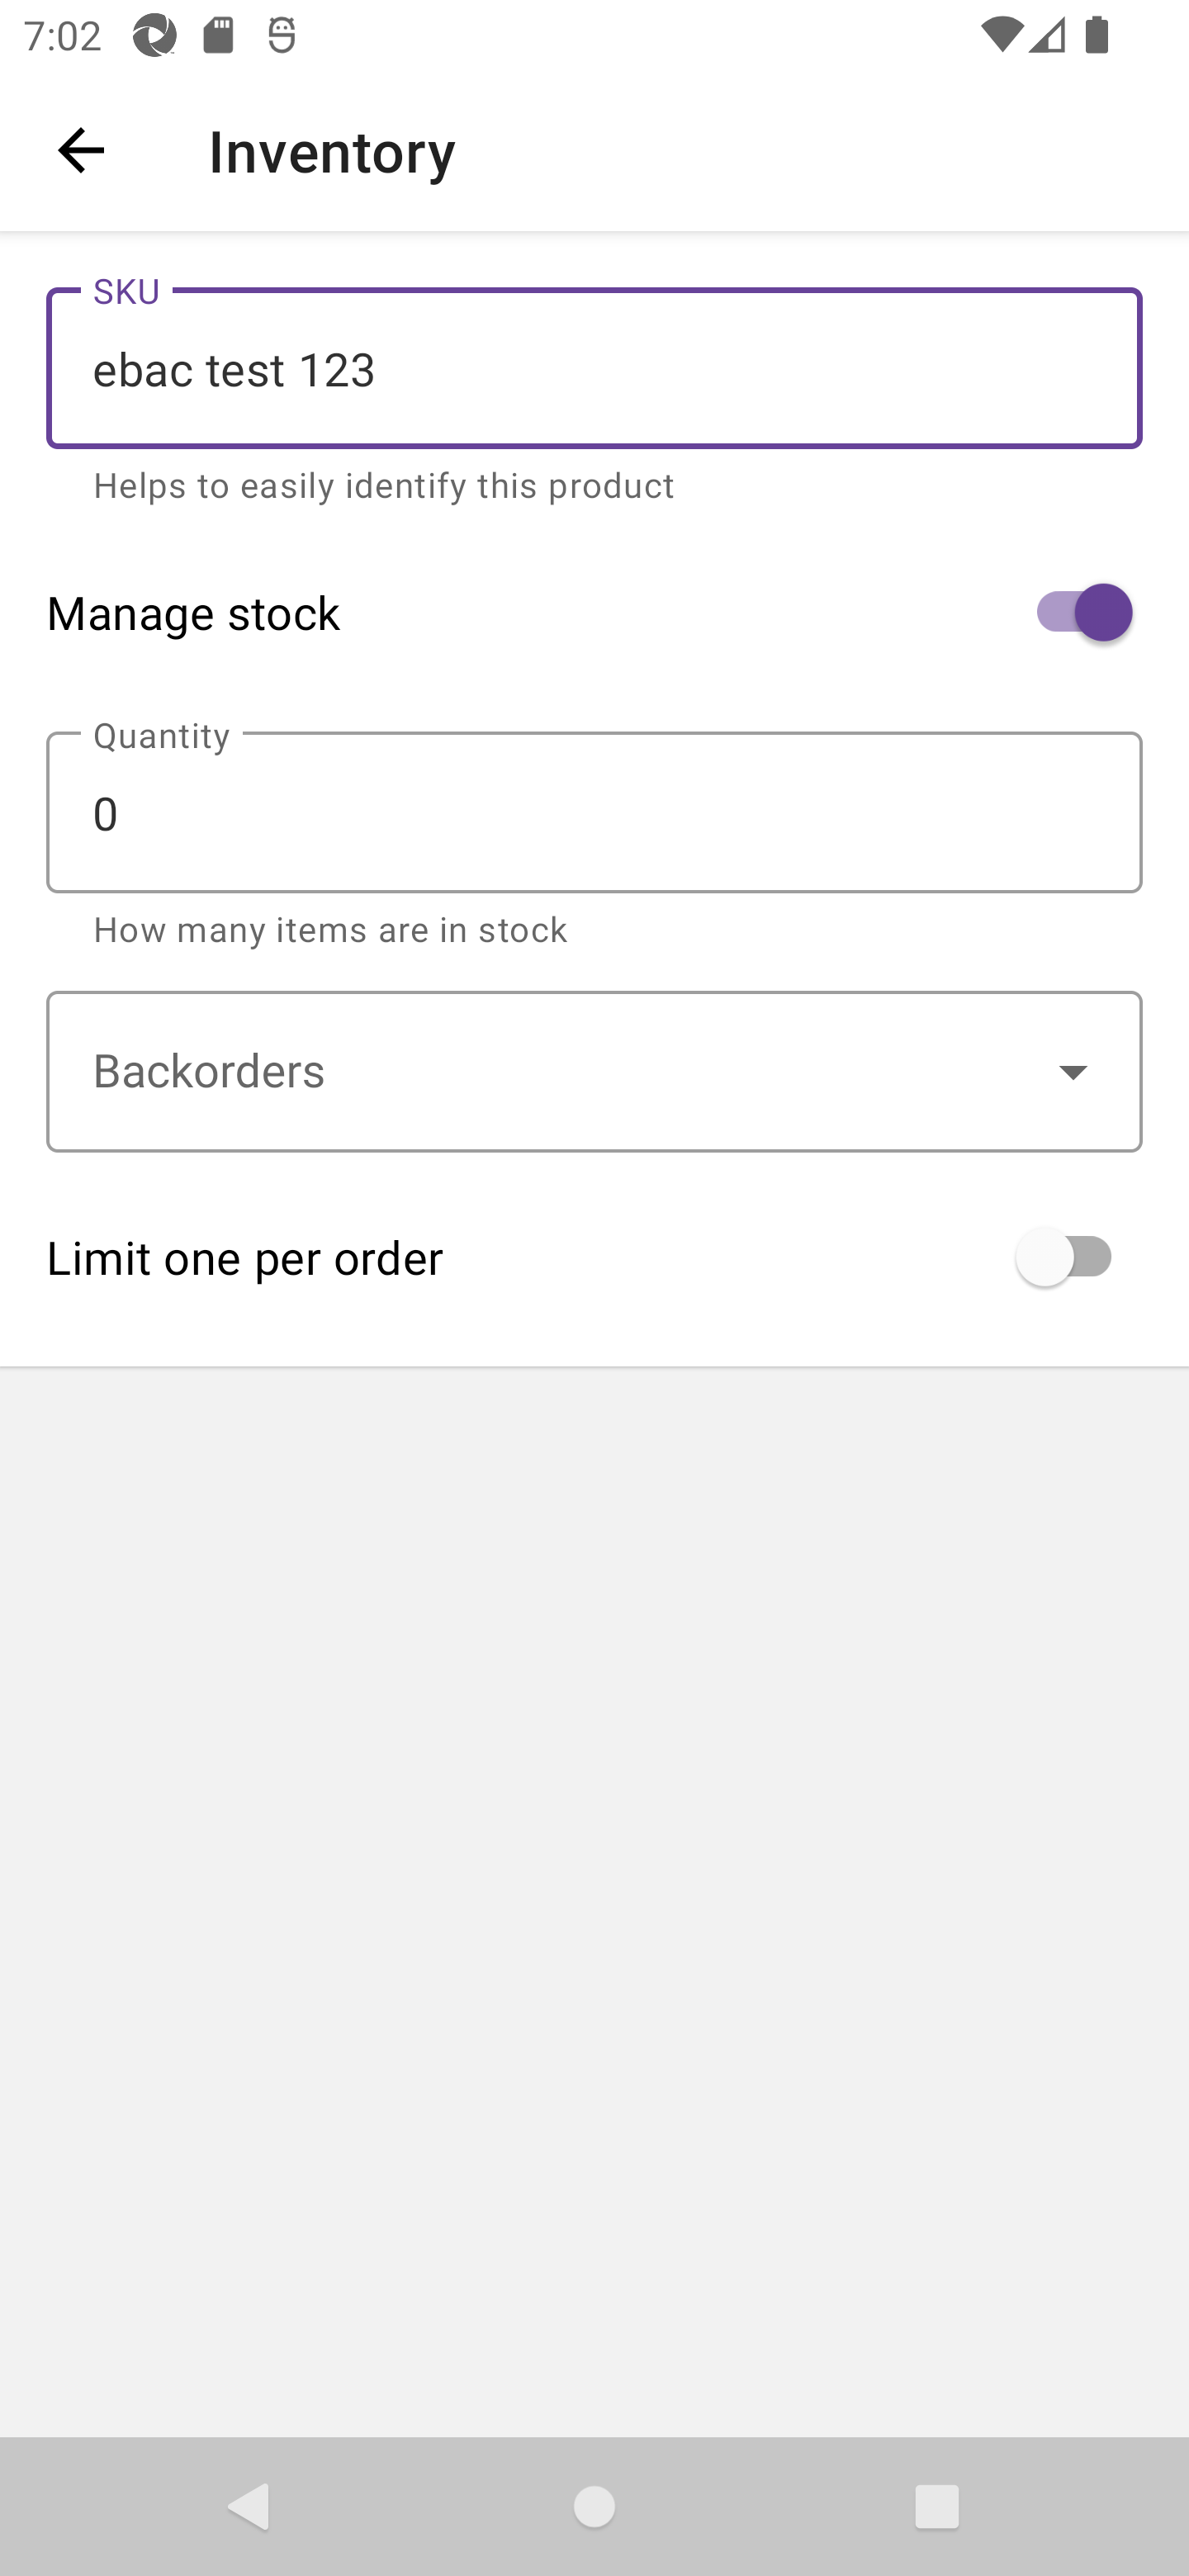 7:02
Inventory
SKU
ebac test 123
Helps to easily identify this product
Manage stock
Quantity
0
How many items are in stock
Backorders
Limit one per order